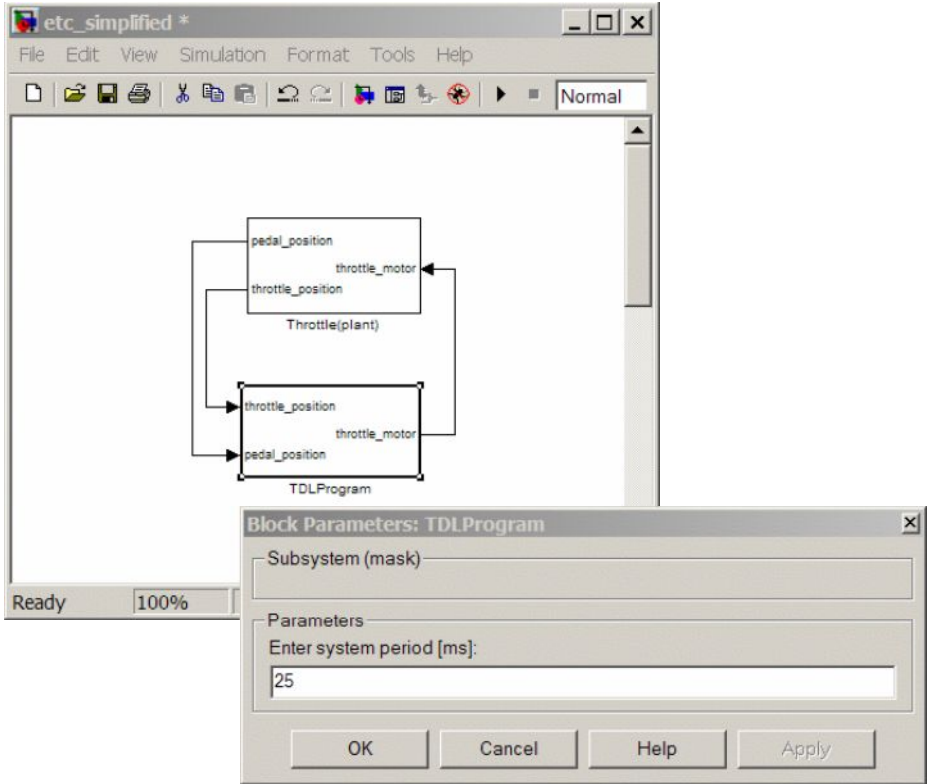 etc_simplified *
File Edit View Simulation Format Tools Help
Normal
pedal_position
throttle_motor
throttle_position
Throttle(plant)
throttle_position
throttle_motor
pedal_position
TDLProgram
Ready 100%
Block Parameters: TDLProgram
Subsystem (mask)
Parameters
Enter system period [ms]:
25
OK Cancel Help Apply